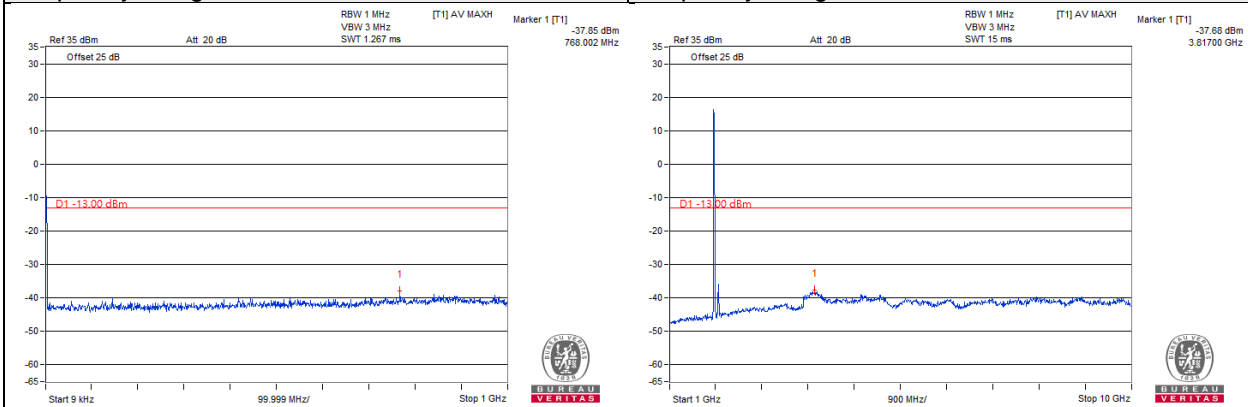 RBW 1 MHz [T1] AV MAXH Marker 1 [T1]
VBW 3 MHz -37.85 dBm
Ref 35 dBm Att 20 dB SWT 1.267 ms 768.002 MHz
35
Offset 25 dB
30
20
10
0
-10
D1 -13.00 dBm
-20
-30
1
-40
-50
-60
-65
Start 9 kHz 99.999 MHz/ Stop 1 GHz
BUREAU VERITAS
1828
BUREAU
VERITAS
RBW 1 MHz [T1] AV MAXH Marker 1 [T1]
VBW 3 MHz -37.68 dBm
Ref 35 dBm Att 20 dB SWT 15 ms 3.81700 GHz
35
Offset 25 dB
30
20
10
0
-10
D1 -13.00 dBm
-20
-30
1
-40
-50
-60
-65
Start 1 GHz 900 MHz/ Stop 10 GHz
BUREAU VERITAS
1828
BUREAU
VERITAS